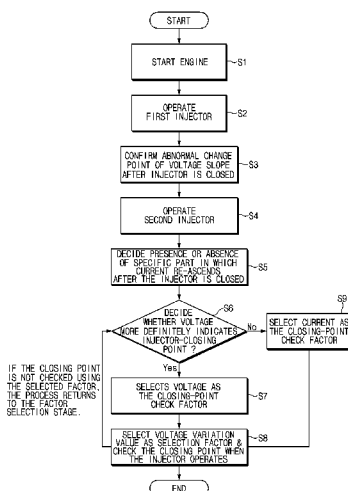 START
START ENGINE
S1
OPERATE
FIRST INJECTOR
S2
CONFIRM ABNORMAL CHANGE
POINT OF VOLTAGE SLOPE
AFTER INJECTOR IS CLOSED
S3
OPERATE
SECOND INJECTOR
S4
DECIDE PRESENCE OR ABSENCE
OF SPECIFIC PART IN WHICH
CURRENT RE-ASCENDS
AFTER THE INJECTOR IS CLOSED
S5
S6
DECIDE
WHETHER VOLTAGE
MORE DEFINITELY INDICATES
INJECTOR-CLOSING
POINT ?
No
S9
SELECT CURRENT AS
THE CLOSING-POINT
CHECK FACTOR
Yes
IF THE CLOSING POINT
IS NOT CHECKED USING
THE SELECTED FACTOR,
THE PROCESS RETURNS
TO THE FACTOR
SELECTION STAGE.
SELECTS VOLTAGE AS
THE CLOSING-POINT
CHECK FACTOR
S7
SELECT VOLTAGE VARIATION
VALUE AS SELECTION FACTOR &
CHECK THE CLOSING POINT WHEN
THE INJECTOR OPERATES
S8
END